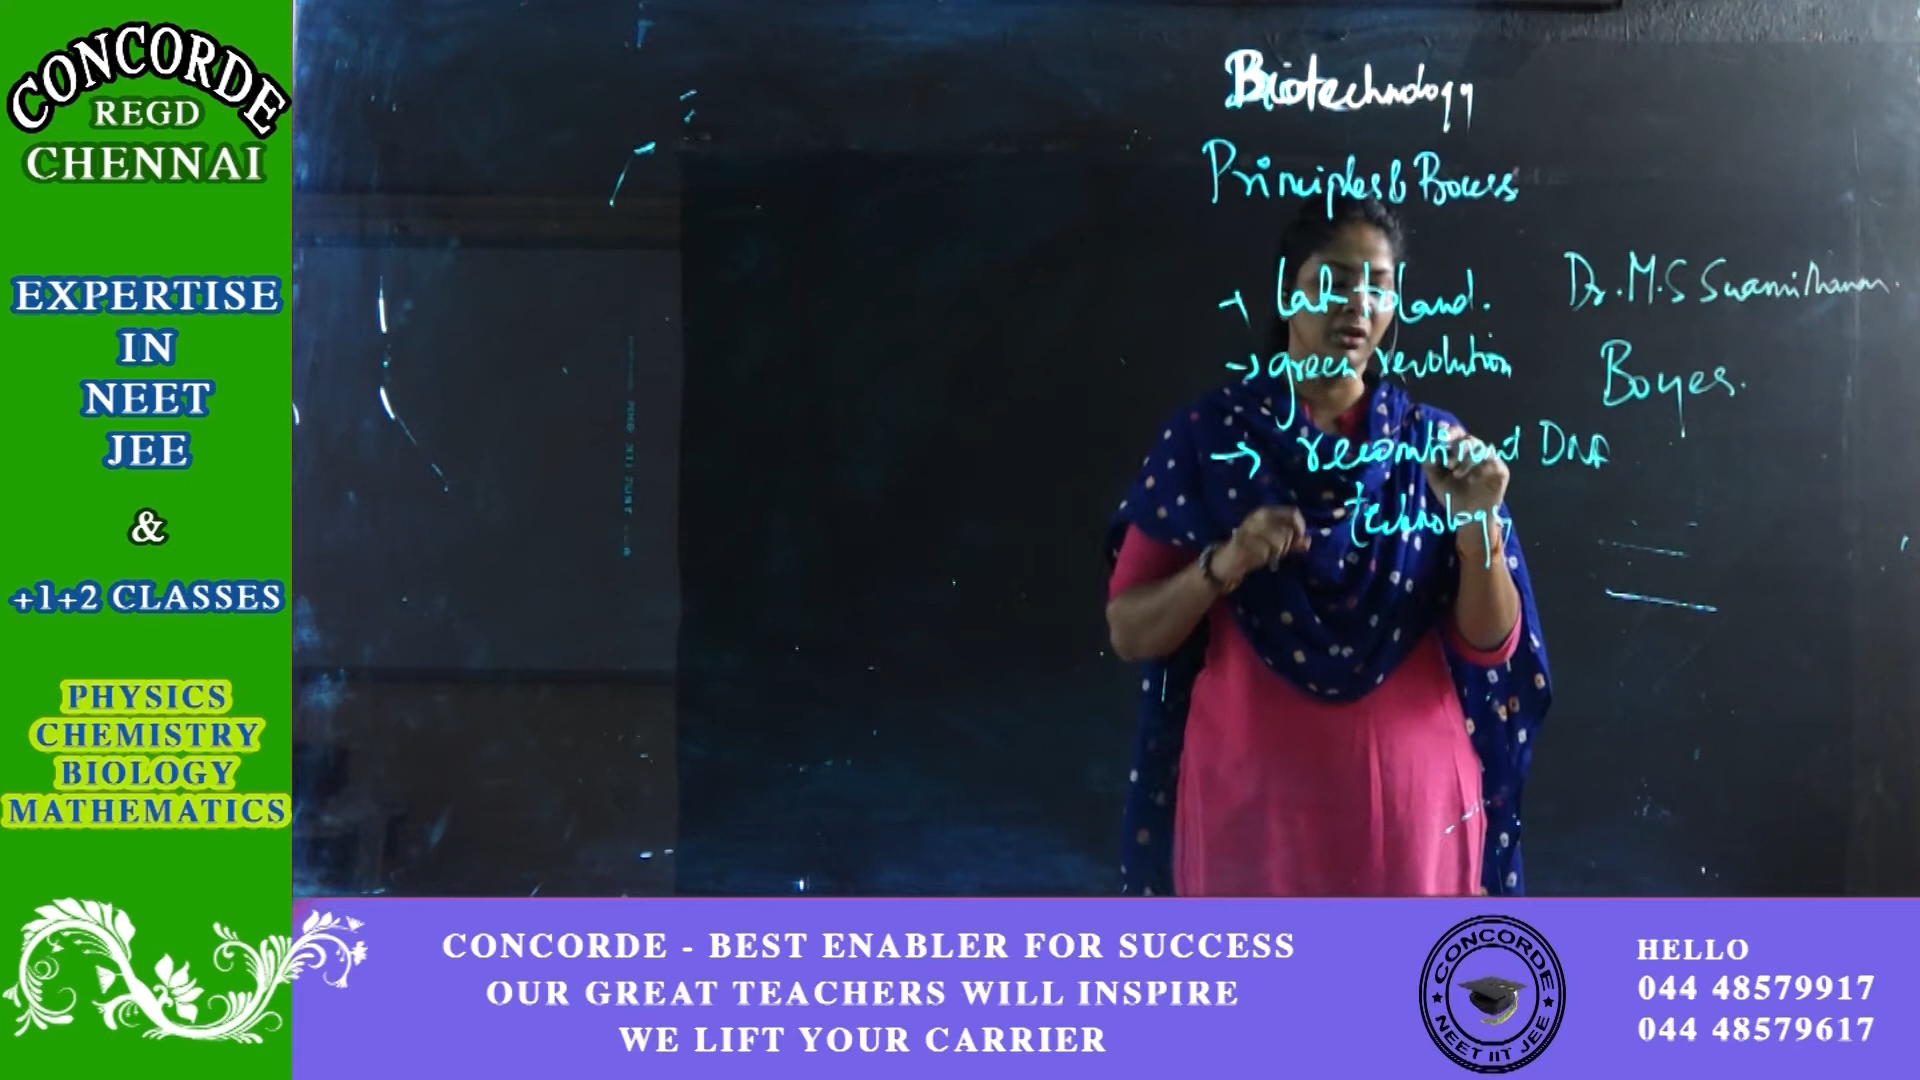 CONCORDE
REGD
CHENNAI
EXPERTISE
IN
NEET
JEE
&
+1+2 CLASSES
PHYSICS
CHEMISTRY
BIOLOGY
MATHEMATICS
Biotechnology
Principles &
→ Lab to Land. Dr. M.S Swaminathan.
→ green revolution
Boyer.
→ recombinant DNA
technology
CONCORDE - BEST ENABLER FOR SUCCESS
OUR GREAT TEACHERS WILL INSPIRE
WE LIFT YOUR CARRIER
CONCORDE
NEET IIT JEE
HELLO
044 48579917
044 48579617